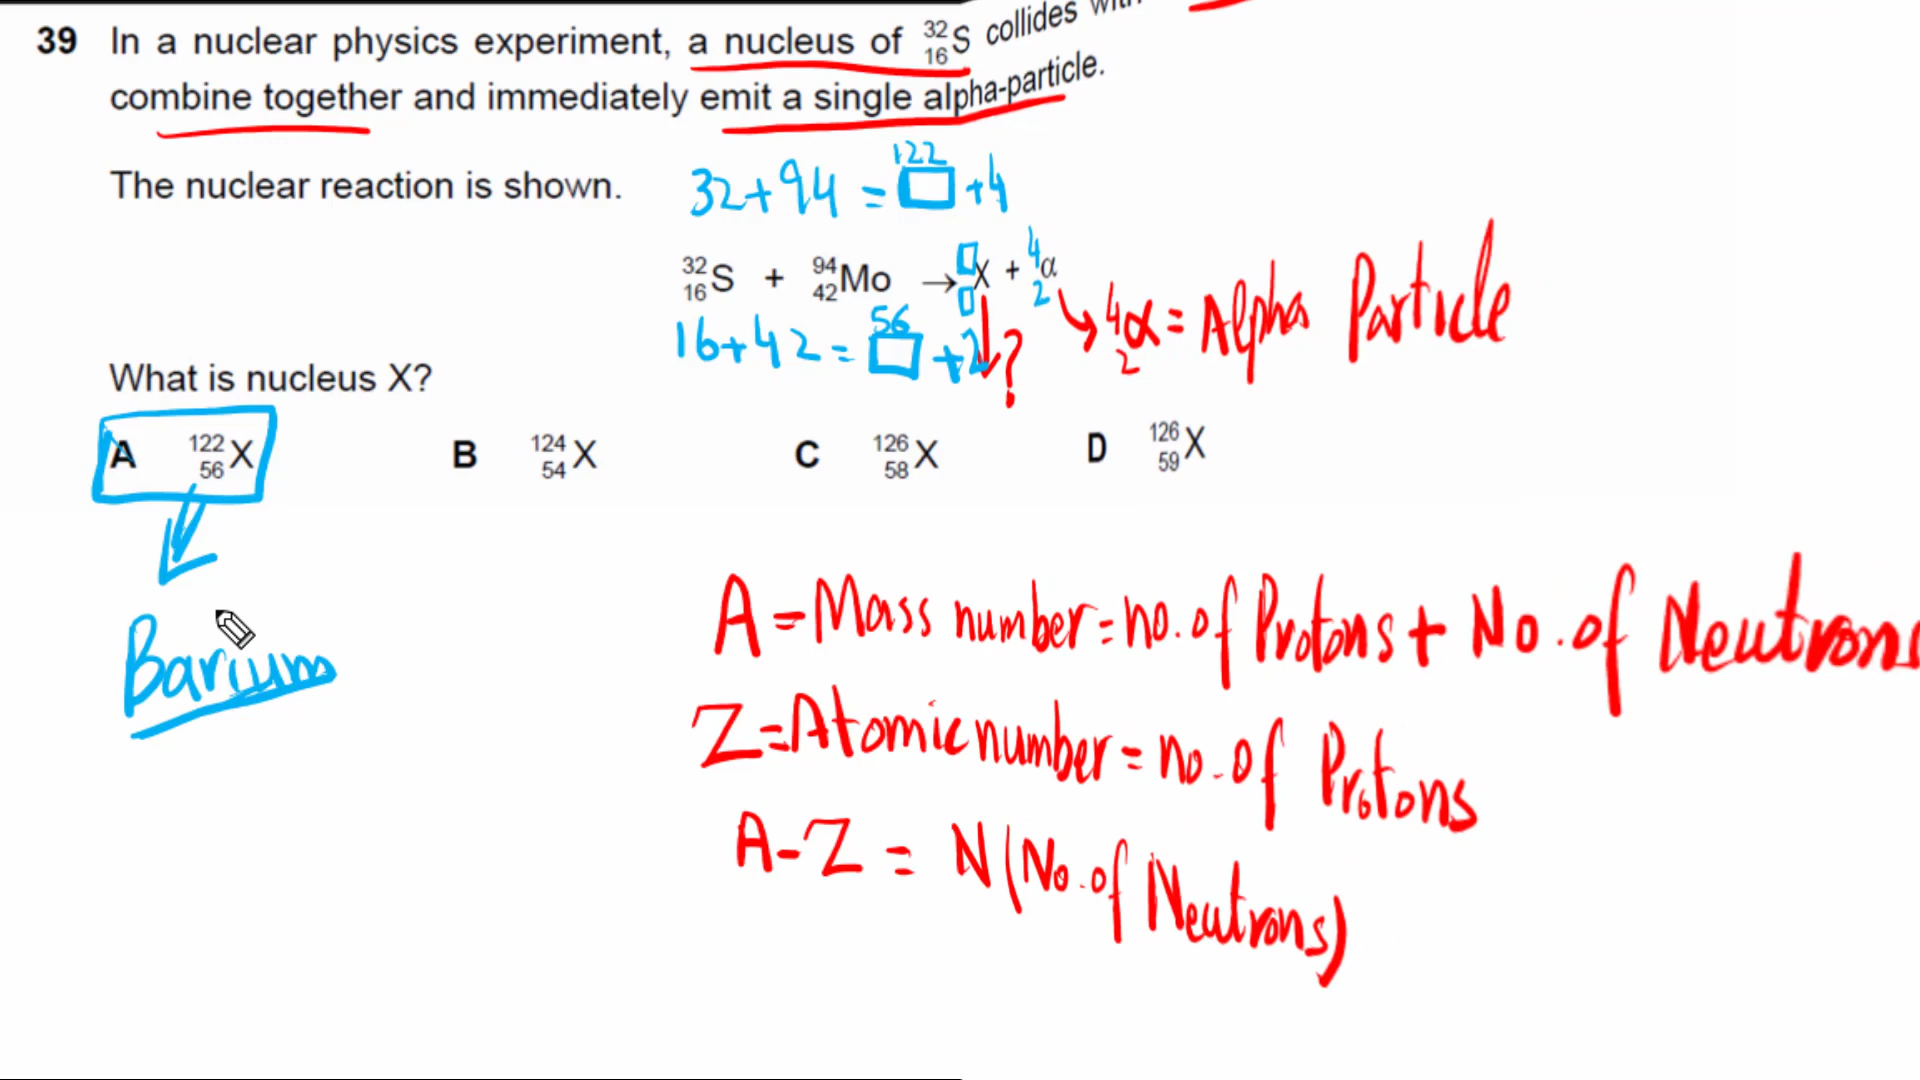 39 In a nuclear physics experiment, a nucleus of ³²₁₆S collides with
combine together and immediately emit a single alpha-particle.
The nuclear reaction is shown.
32+94 = 122 □ +4
³²₁₆S + ⁹⁴₄₂Mo → □□X + ⁴₂α
⁴₂α = Alpha Particle
16+42 = 56 □ +2
?
What is nucleus X?
A ¹²²₅₆X B ¹²⁴₅₄X C ¹²⁶₅₈X D ¹²⁶₅₉X
Barium
A = Mass number = no. of Protons + No. of Neutrons
Z = Atomic number = no. of Protons
A - Z = N (No. of Neutrons)